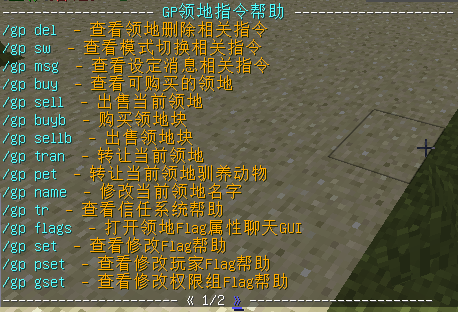 -------------------- GP领地指令帮助 --------------------
/gp del - 查看领地删除相关指令
/gp sw - 查看模式切换相关指令
/gp msg - 查看设定消息相关指令
/gp buy - 查看可购买的领地
/gp sell - 出售当前领地
/gp buyb - 购买领地块
/gp sellb - 出售领地块
/gp tran - 转让当前领地
/gp pet - 转让当前领地驯养动物
/gp name - 修改当前领地名字
/gp tr - 查看信任系统帮助
/gp flags - 打开领地Flag属性聊天GUI
/gp set - 查看修改Flag帮助
/gp pset - 查看修改玩家Flag帮助
/gp gset - 查看修改权限组Flag帮助
----------------------- « 1/2 » -----------------------